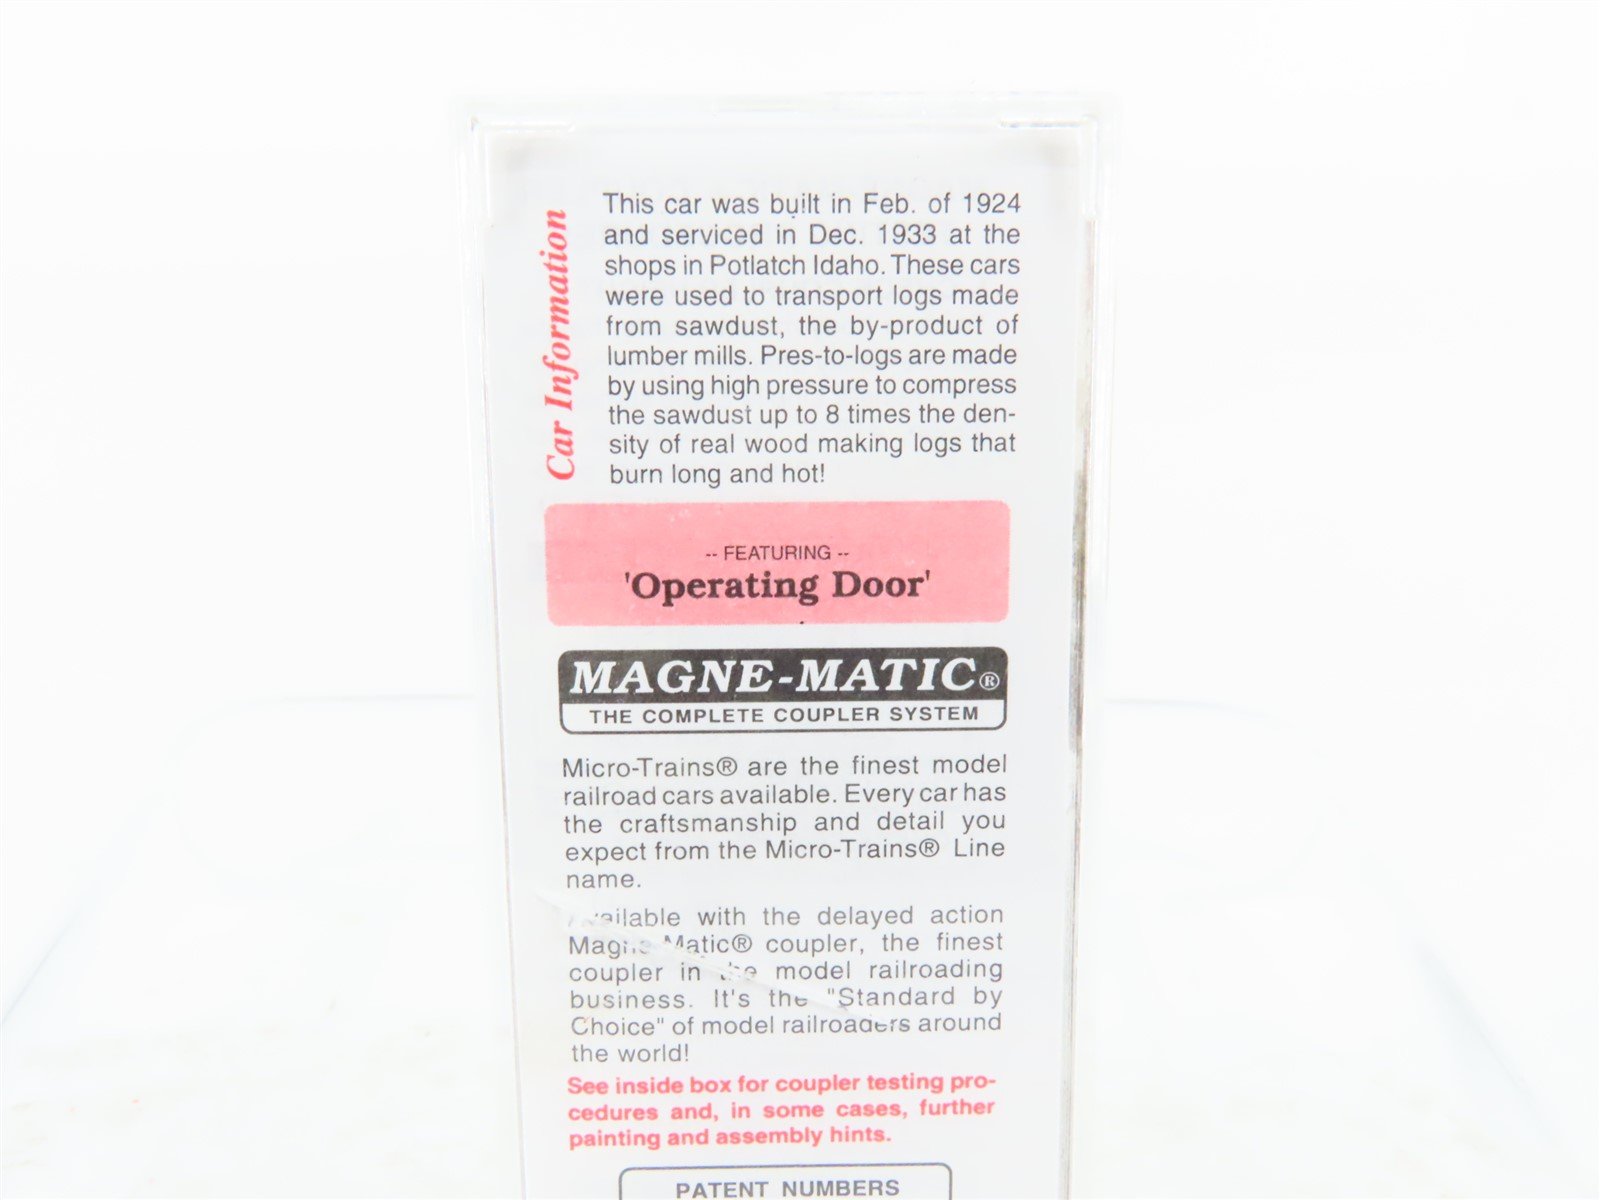 Car Information
This car was built in Feb. of 1924
and serviced in Dec. 1933 at the
shops in Potlatch Idaho. These cars
were used to transport logs made
from sawdust, the by-product of
lumber mills. Pres-to-logs are made
by using high pressure to compress
the sawdust up to 8 times the den-
sity of real wood making logs that
burn long and hot!
-- FEATURING --
'Operating Door'
MAGNE-MATIC®
THE COMPLETE COUPLER SYSTEM
Micro-Trains® are the finest model
railroad cars available. Every car has
the craftsmanship and detail you
expect from the Micro-Trains® Line
name.
Available with the delayed action
Magne-Matic® coupler, the finest
coupler in the model railroading
business. It's the "Standard by
Choice" of model railroaders around
the world!
See inside box for coupler testing pro-
cedures and, in some cases, further
painting and assembly hints.
PATENT NUMBERS